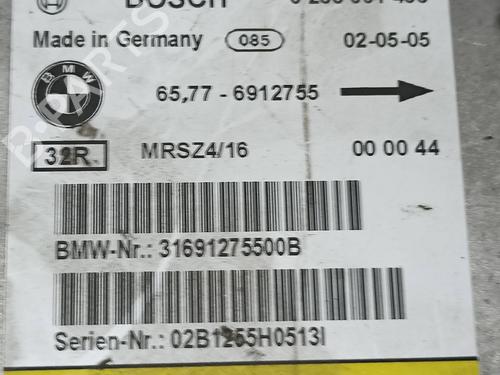 BOSCH
Made in Germany 085 02-05-05
BMW 65,77 - 6912755
32R. MRSZ4/16 00 00 44
BMW-Nr.: 31691275500B
Serien-Nr.: 02B1255H0513I